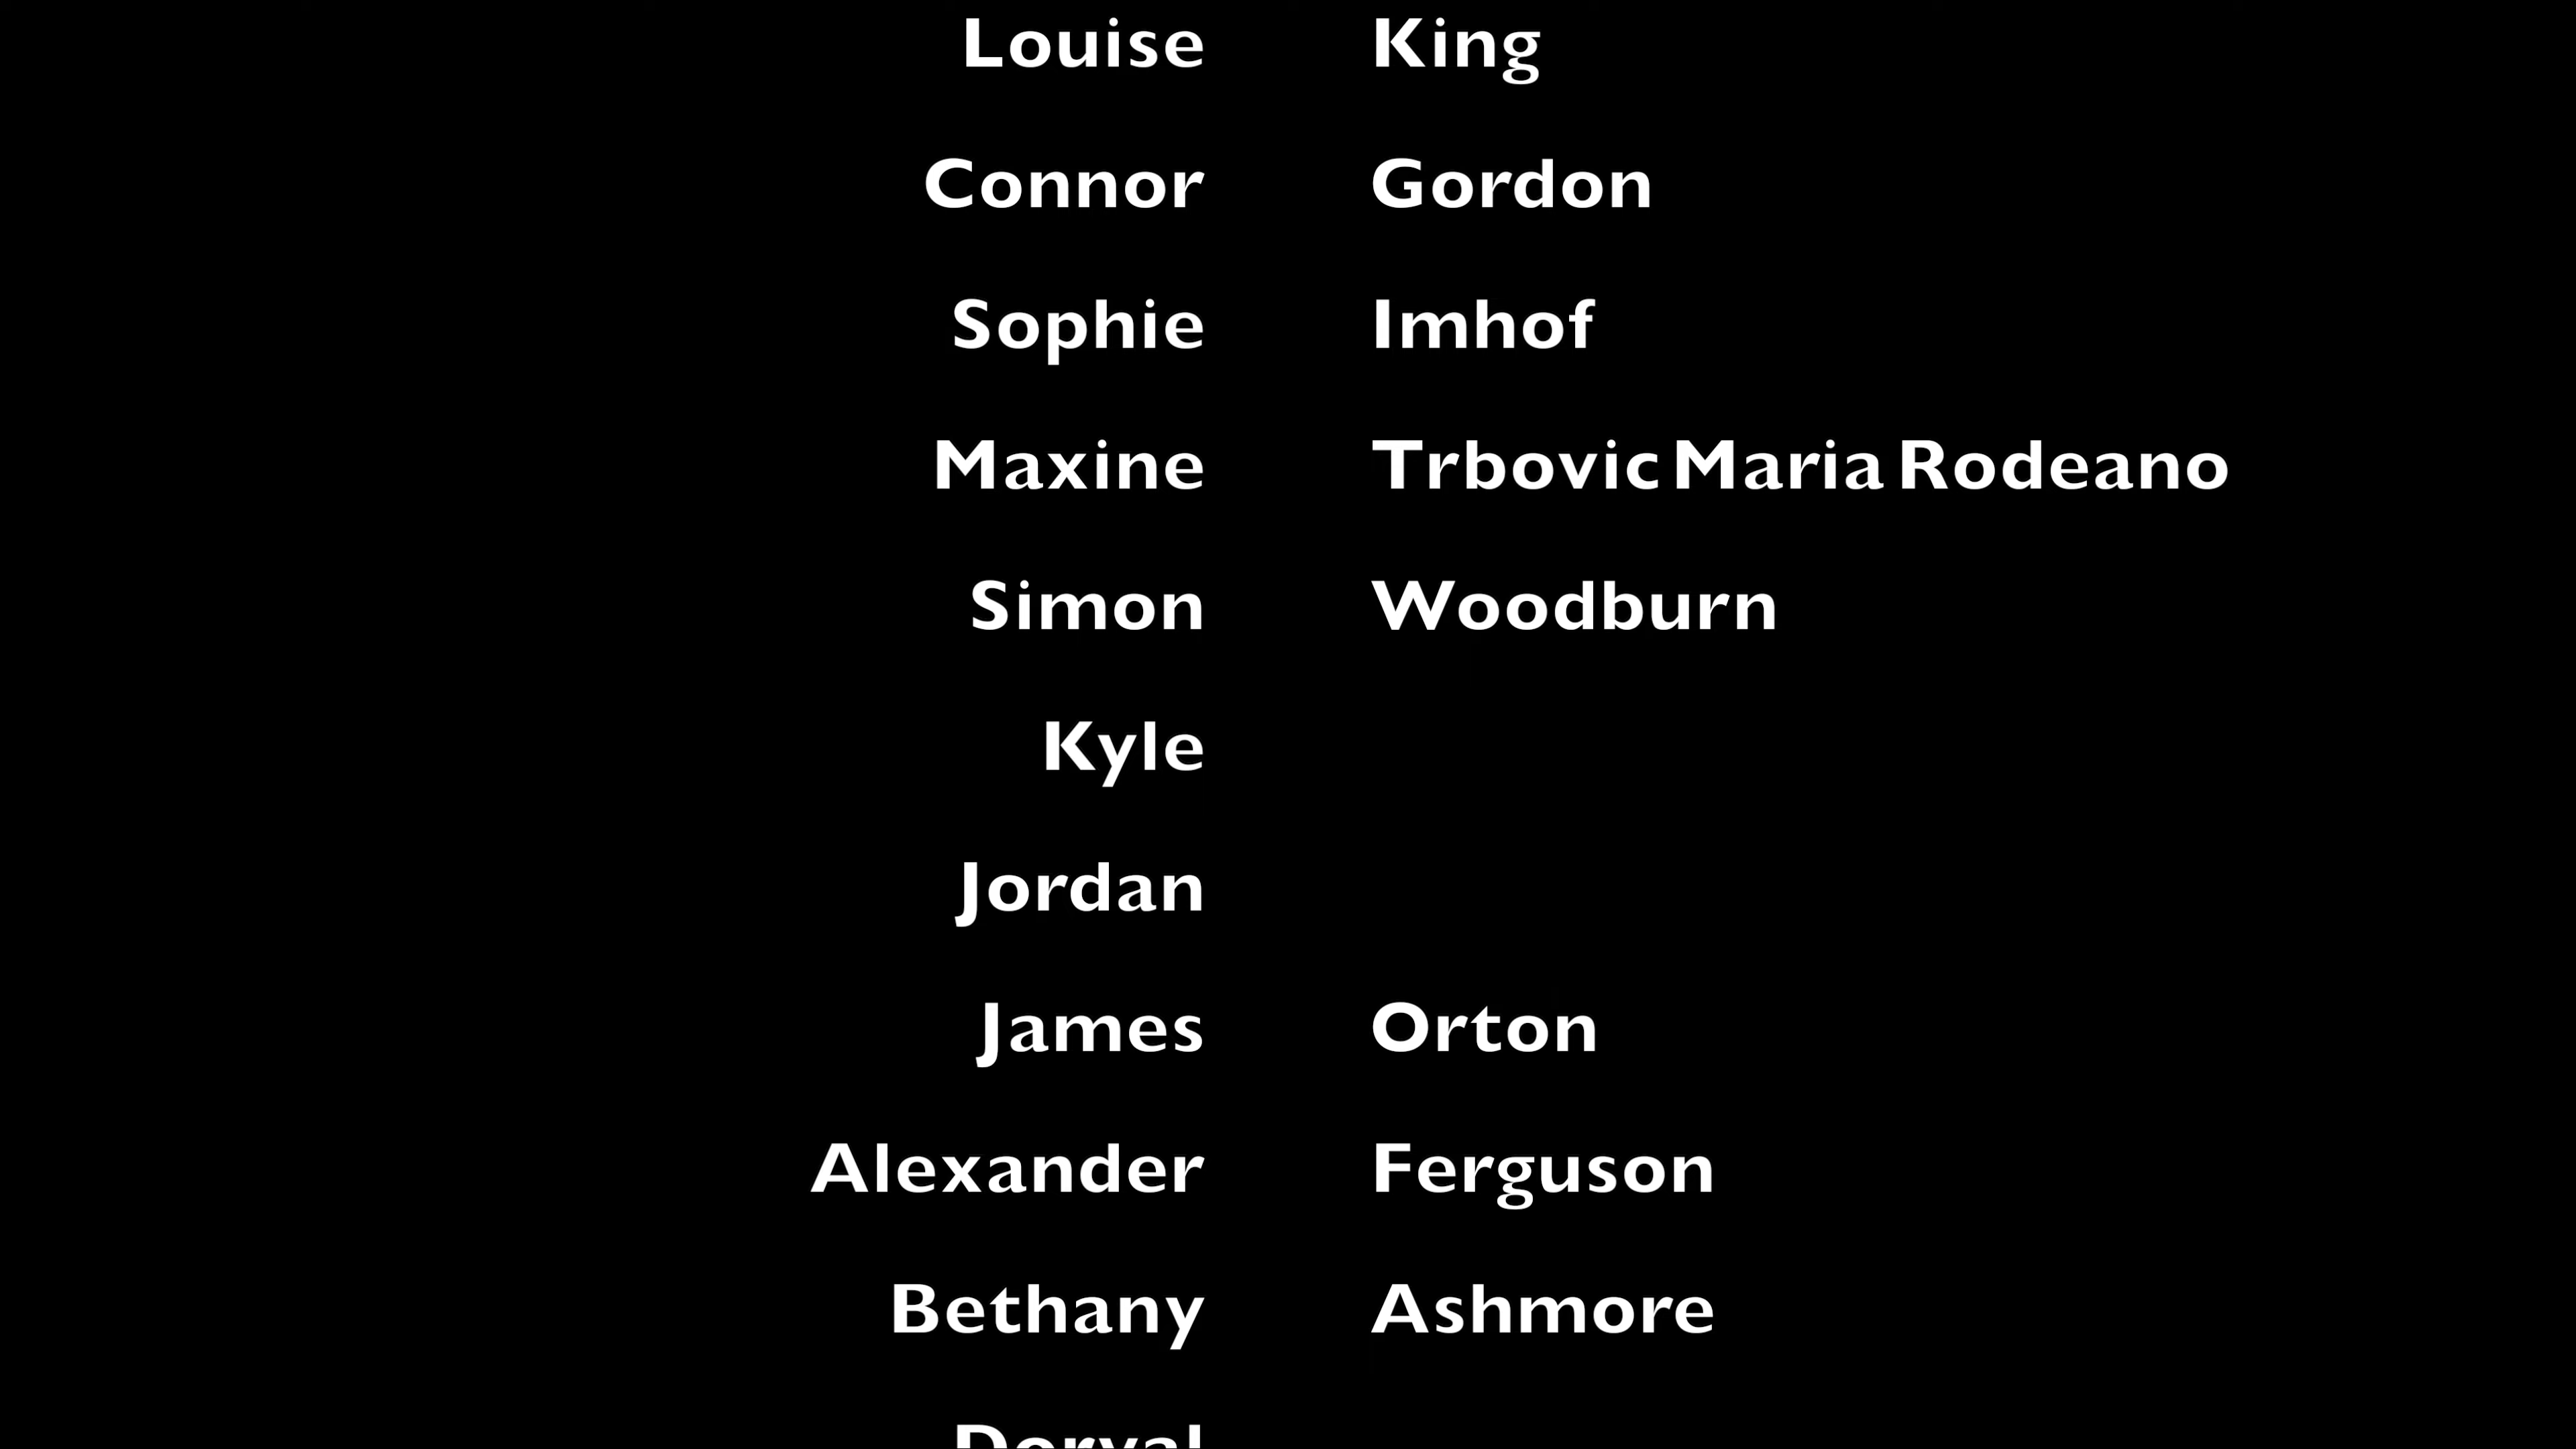 Louise King
Connor Gordon
Sophie Imhof
Maxine Trbovic Maria Rodeano
Simon Woodburn
Kyle
Jordan
James Orton
Alexander Ferguson
Bethany Ashmore